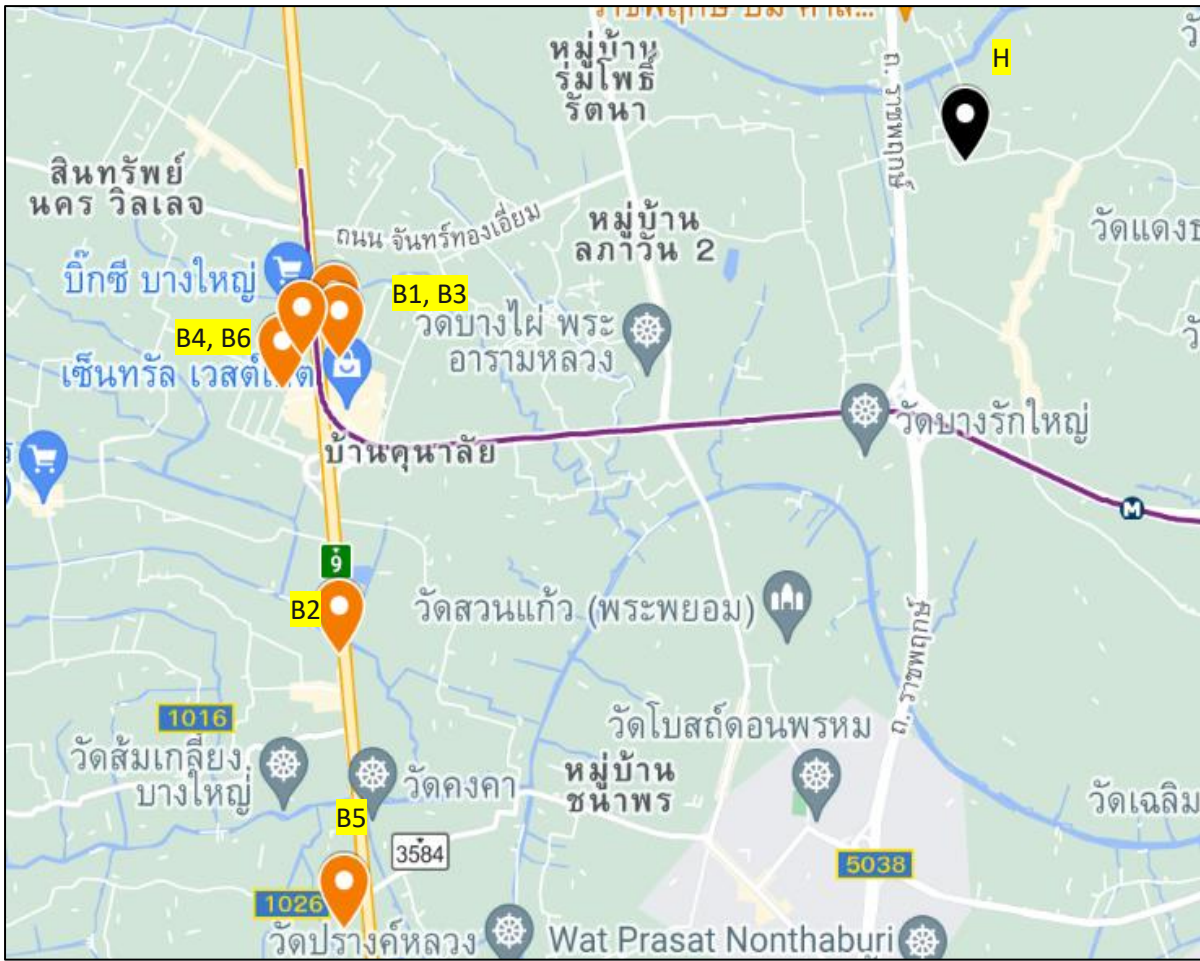 H
หมู่บ้าน
ร่มโพธิ์
รัตนา
ถ. ราชพฤกษ์
สินทรัพย์
นคร วิลเลจ
ถนน จันทร์ทองเอี่ยม
หมู่บ้าน
ลภาวัน 2
บิ๊กซี บางใหญ่
B1, B3
B4, B6
วัดบางไผ่ พระ
อารามหลวง
เซ็นทรัล เวสต์เกต
วัดบางรักใหญ่
บ้านคุนาลัย
M
9
B2
วัดสวนแก้ว (พระพยอม)
ถ. ราชพฤกษ์
1016
วัดโบสถ์ดอนพรหม
วัดส้มเกลี้ยง
บางใหญ่
วัดคงคา
หมู่บ้าน
ชนาพร
B5
3584
5038
1026
วัดปรางค์หลวง
Wat Prasat Nonthaburi